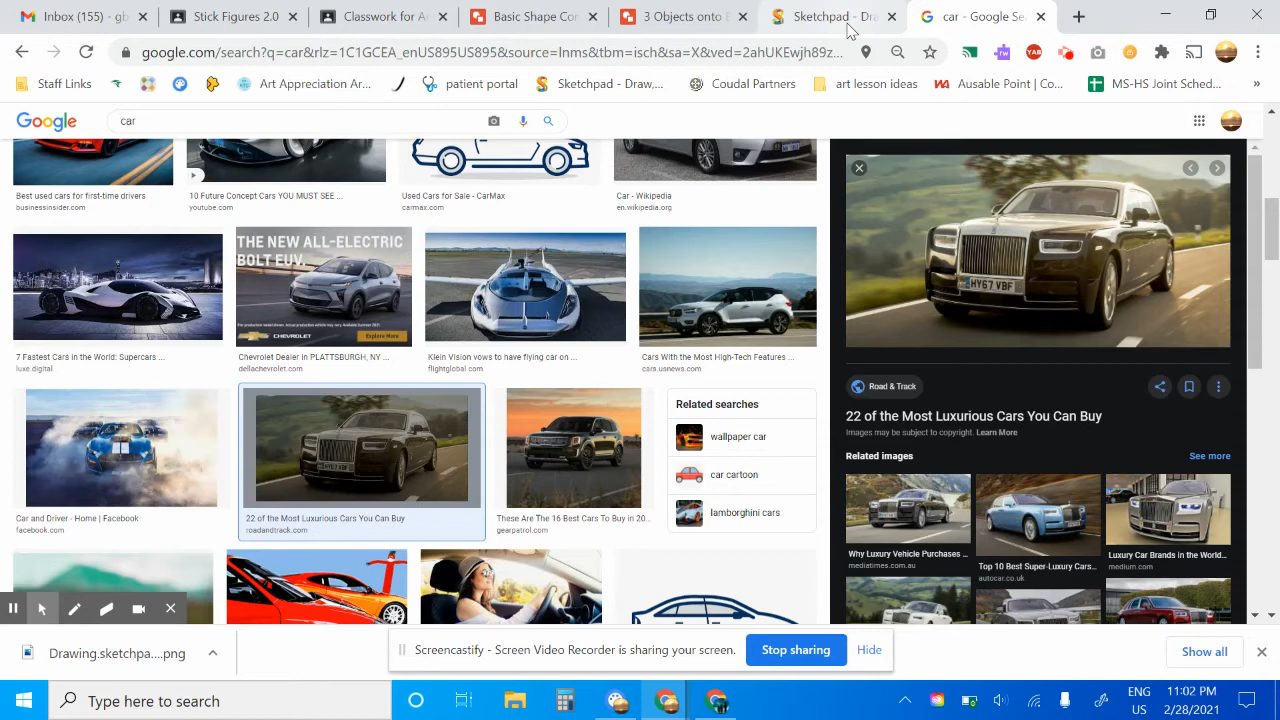 Inbox (155) - gb
Stick Figures 2.0
Classwork for A
Basic Shape Con
3 Objects onto E
Sketchpad - Dra
car - Google Se
google.com/search?q=car&rlz=1C1GCEA_enUS895US895&source=lnms&tbm=isch&sa=X&ved=2ahUKEwjh89z...
Staff Links
Art Appreciation Ar...
patient portal
Sketchpad - Draw,...
Coudal Partners
art lesson ideas
Ausable Point | Co...
MS-HS Joint Sched...
Google
car
Best used cars for first-time drivers
businessinsider.com
10 Future Concept Cars YOU MUST SEE ...
youtube.com
Used Cars for Sale - CarMax
carmax.com
Car - Wikipedia
en.wikipedia.org
THE NEW ALL-ELECTRIC
BOLT EUV.
CHEVROLET
Explore More
7 Fastest Cars in the World: Supercars ...
luxe.digital
Chevrolet Dealer in PLATTSBURGH, NY ...
dellachevrolet.com
Klein Vision vows to have flying car on ...
flightglobal.com
Cars With the Most High-Tech Features ...
cars.usnews.com
Car and Driver - Home | Facebook
facebook.com
22 of the Most Luxurious Cars You Can Buy
roadandtrack.com
These Are The 16 Best Cars To Buy in 20...
gearpatrol.com
Related searches
wallpaper car
car cartoon
lamborghini cars
HY67 VBF
Road & Track
22 of the Most Luxurious Cars You Can Buy
Images may be subject to copyright. Learn More
Related images
See more
Why Luxury Vehicle Purchases ...
mediatimes.com.au
Top 10 Best Super-Luxury Cars...
autocar.co.uk
Luxury Car Brands in the World...
medium.com
Drawing.sketchpa....png
Screencastify - Screen Video Recorder is sharing your screen.
Stop sharing
Hide
Show all
Type here to search
ENG
US
11:02 PM
2/28/2021